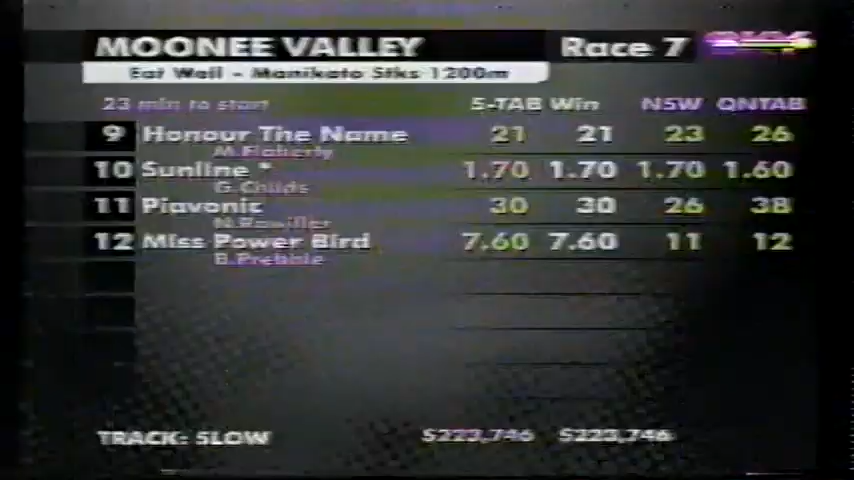 MOONEE VALLEY Race 7
Eat Well - Manikato Stks 1200m
23 min to start S-TAB Win NSW QNTAB
9 Honour The Name 21 21 23 26
M.Flaherty
10 Sunline * 1.70 1.70 1.70 1.60
G.Childs
11 Piavonic 30 30 26 38
N.Rawiller
12 Miss Power Bird 7.60 7.60 11 12
B.Prebble
TRACK: SLOW $223,746 $223,746